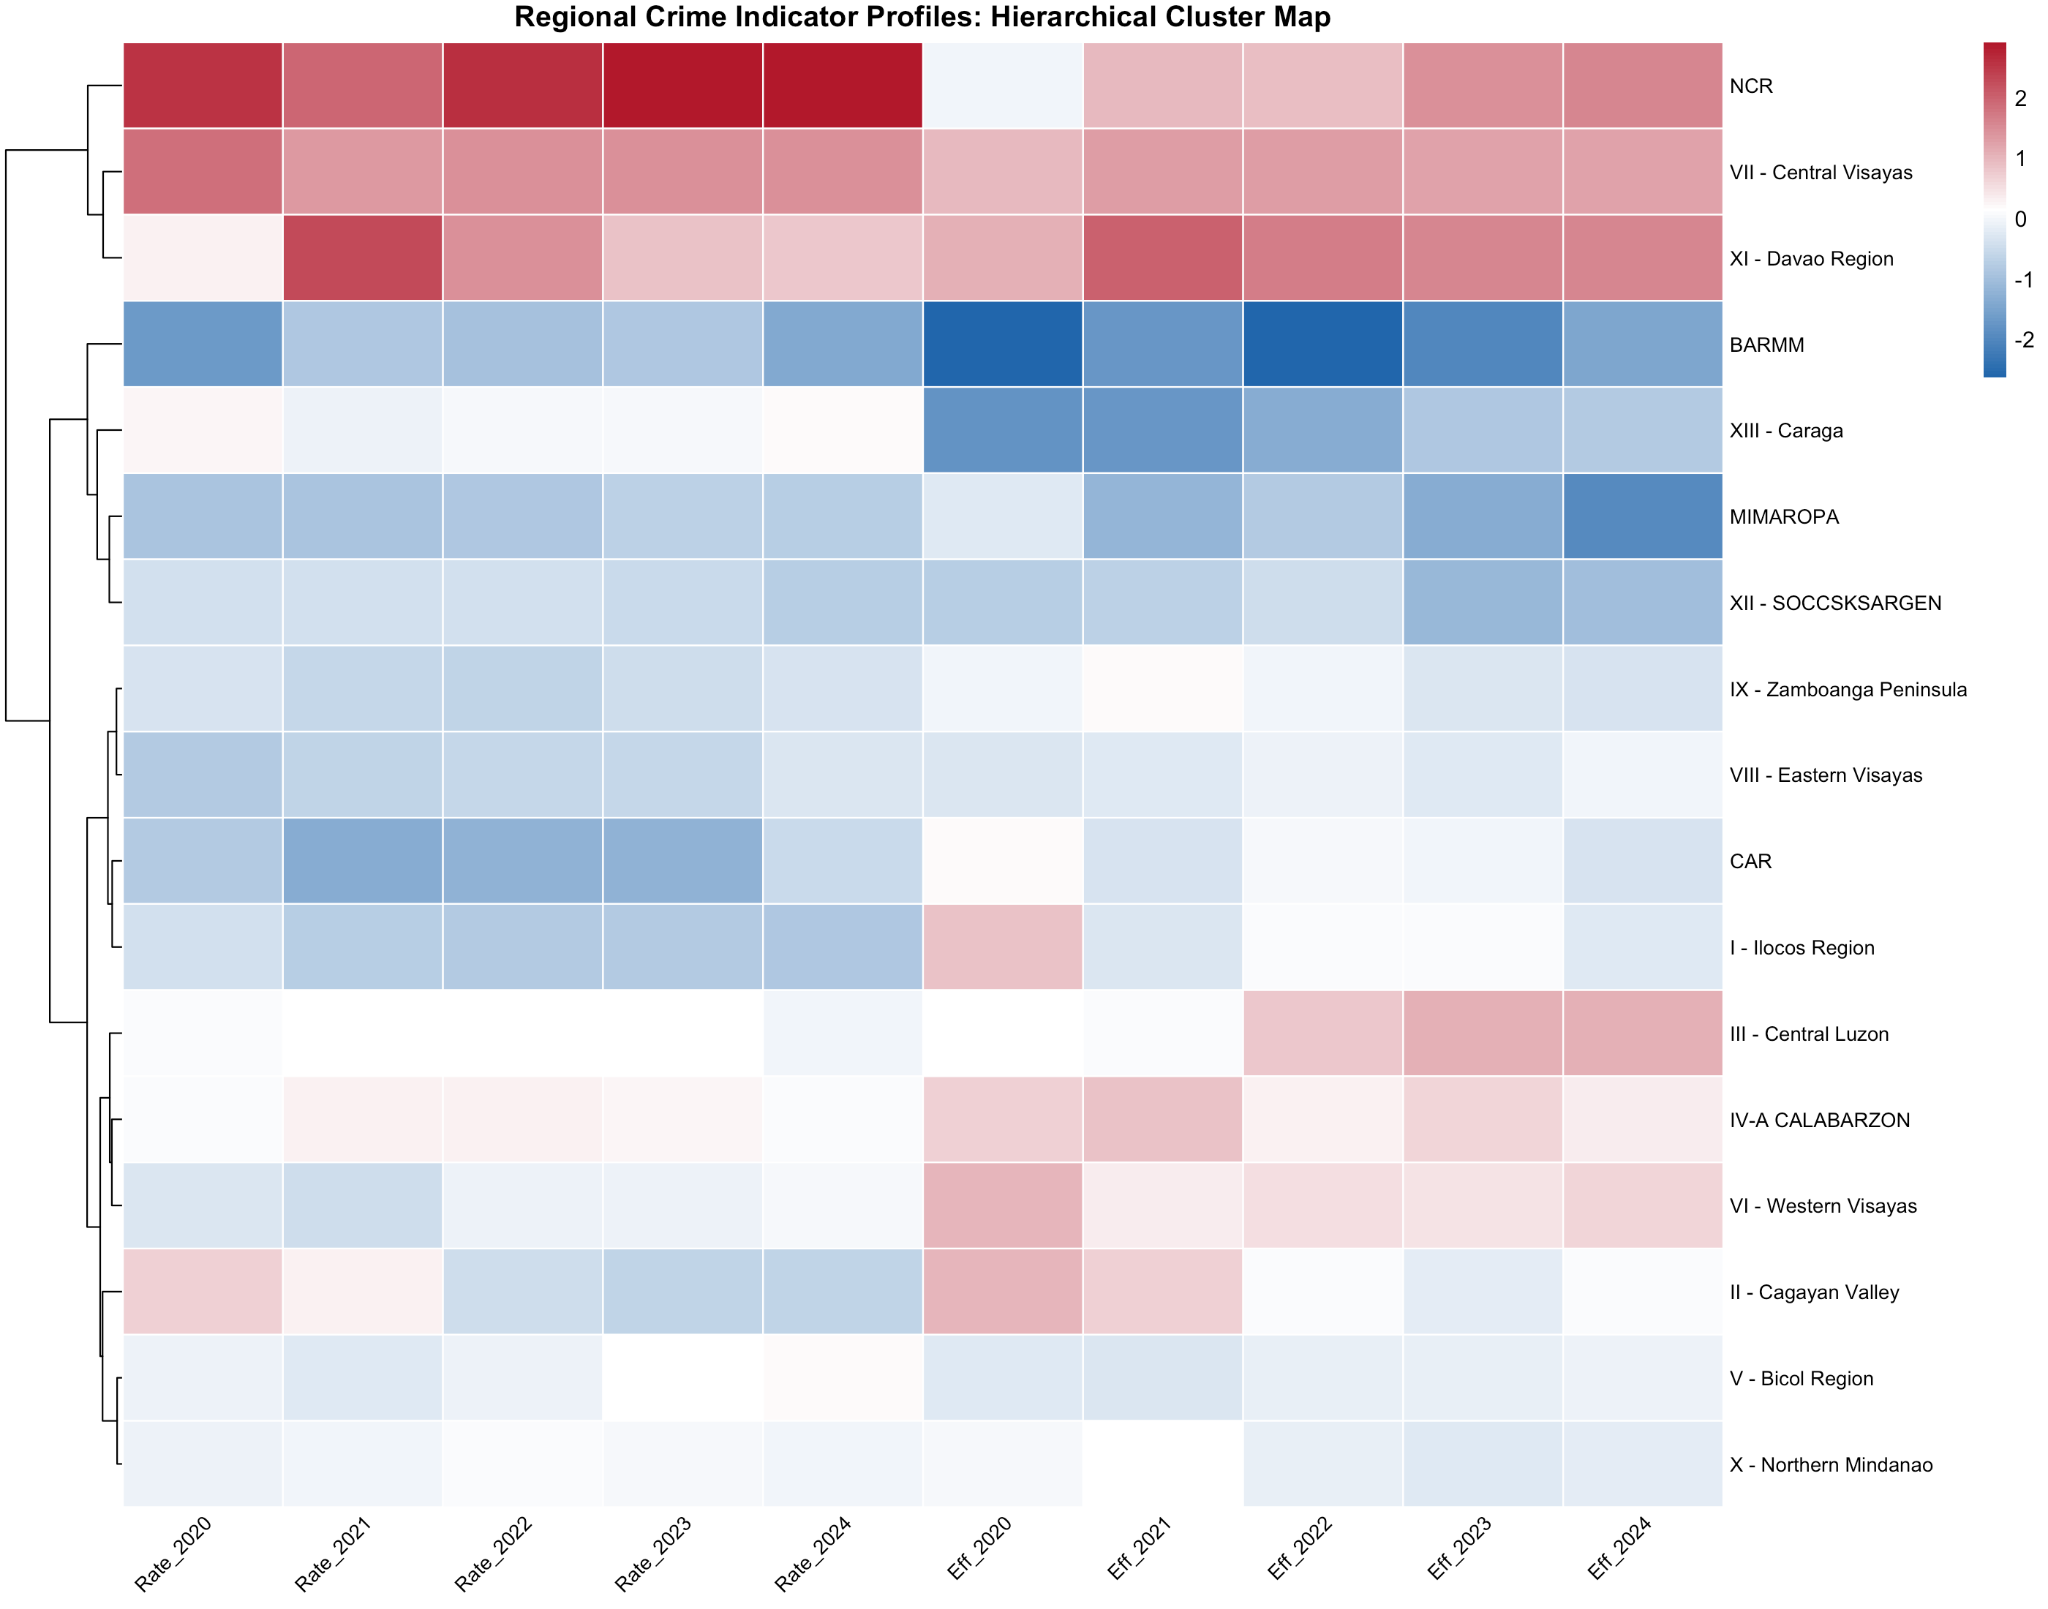 Regional Crime Indicator Profiles: Hierarchical Cluster Map
NCR
VII - Central Visayas
XI - Davao Region
BARMM
XIII - Caraga
MIMAROPA
XII - SOCCSKSARGEN
IX - Zamboanga Peninsula
VIII - Eastern Visayas
CAR
I - Ilocos Region
III - Central Luzon
IV-A CALABARZON
VI - Western Visayas
II - Cagayan Valley
V - Bicol Region
X - Northern Mindanao
2
1
0
-1
-2
Rate_2020
Rate_2021
Rate_2022
Rate_2023
Rate_2024
Eff_2020
Eff_2021
Eff_2022
Eff_2023
Eff_2024